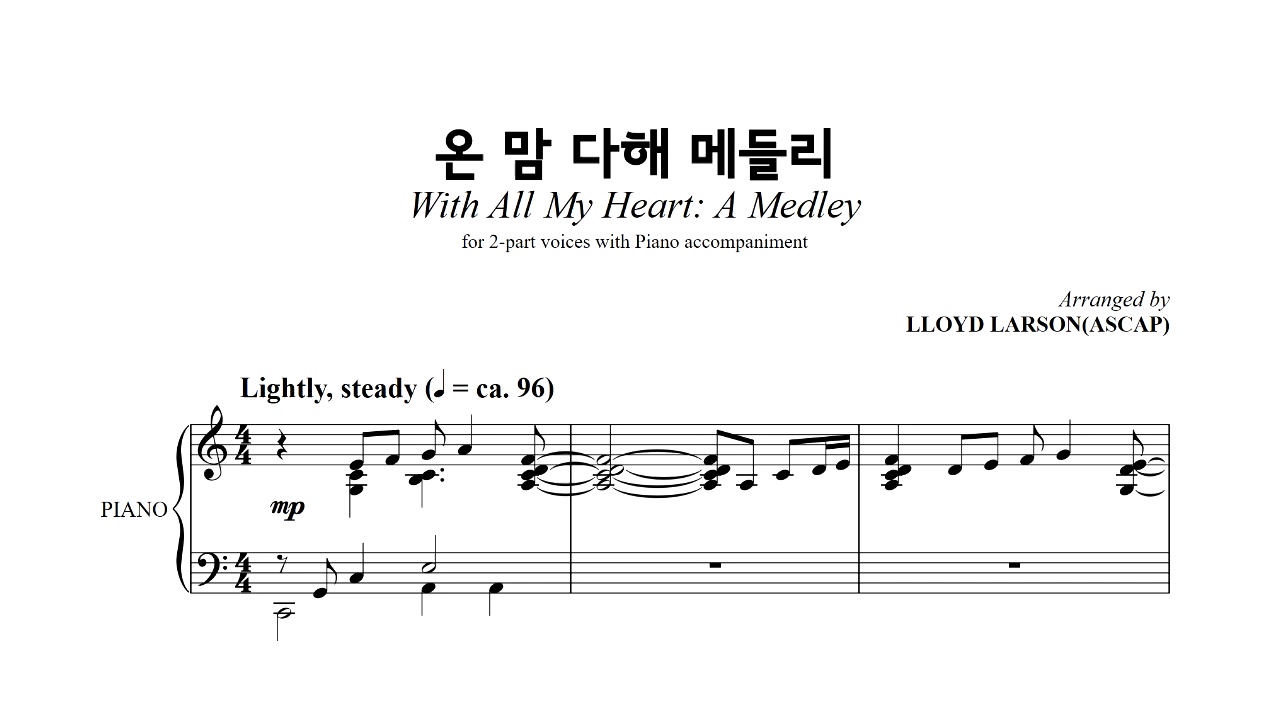 온 맘 다해 메들리
With All My Heart: A Medley
for 2-part voices with Piano accompaniment
Arranged by
LLOYD LARSON(ASCAP)
Lightly, steady (♩ = ca. 96)
PIANO
mp